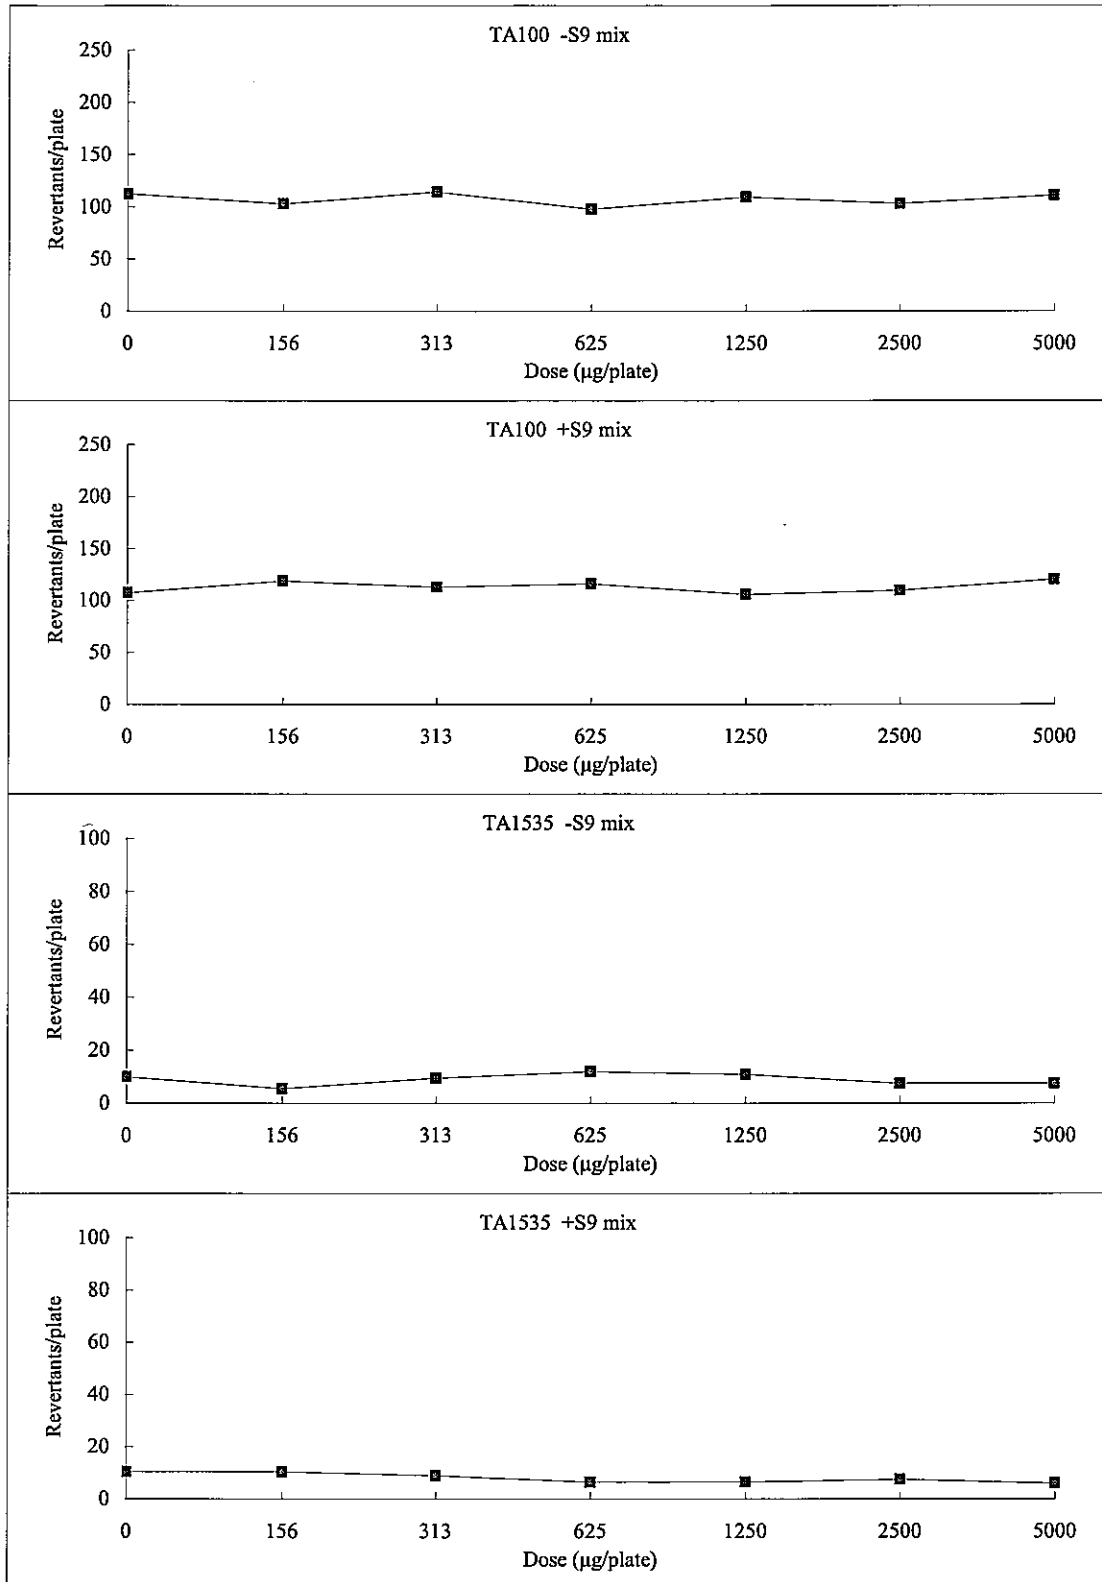 TA100 -S9 mix
250
200
150
100
50
0
Revertants/plate
0 156 313 625 1250 2500 5000
Dose (µg/plate)
TA100 +S9 mix
250
200
150
100
50
0
Revertants/plate
0 156 313 625 1250 2500 5000
Dose (µg/plate)
TA1535 -S9 mix
100
80
60
40
20
0
Revertants/plate
0 156 313 625 1250 2500 5000
Dose (µg/plate)
TA1535 +S9 mix
100
80
60
40
20
0
Revertants/plate
0 156 313 625 1250 2500 5000
Dose (µg/plate)